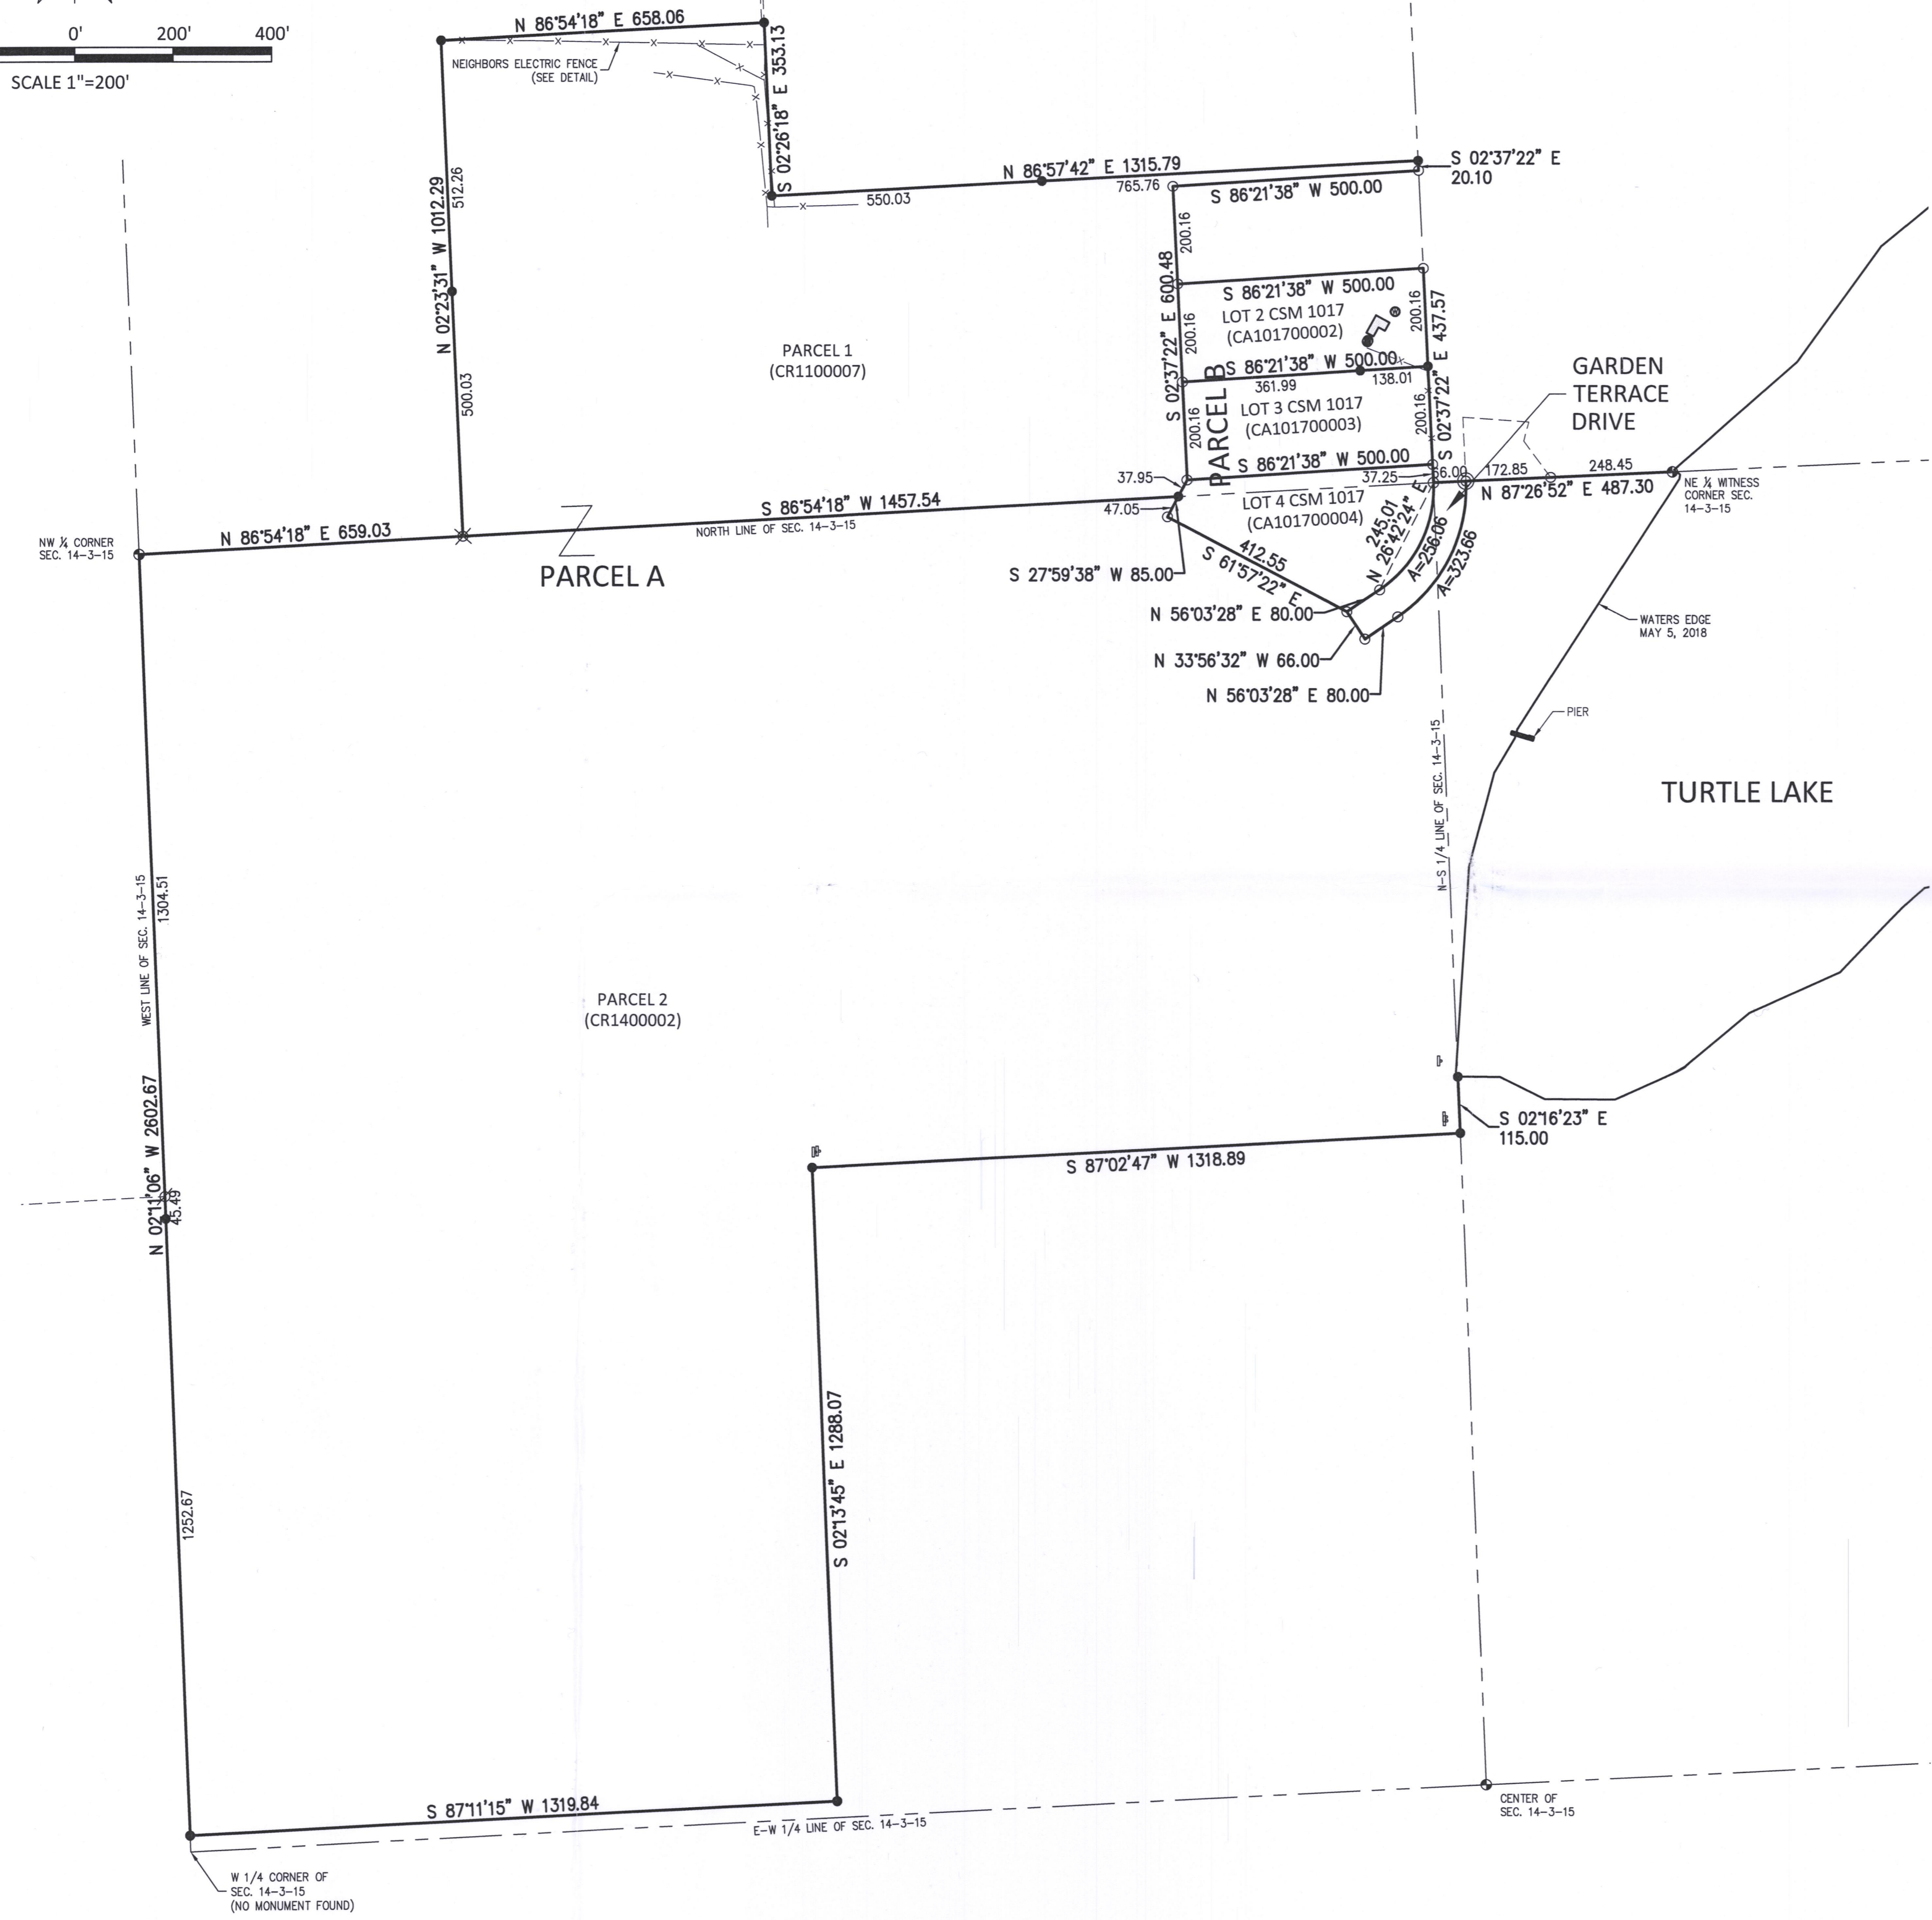 0' 200' 400'
SCALE 1"=200'
N 86°54'18" E 658.06
NEIGHBORS ELECTRIC FENCE
(SEE DETAIL)
S 02°26'18" E 353.13
N 02°23'31" W 1012.29
512.26
500.03
N 86°57'42" E 1315.79
550.03
765.76
S 02°37'22" E
20.10
S 86°21'38" W 500.00
200.16
S 02°37'22" E 600.48
S 86°21'38" W 500.00
LOT 2 CSM 1017
(CA101700002)
200.16
200.16
S 02°37'22" E 437.57
PARCEL 1
(CR1100007)
S 86°21'38" W 500.00
361.99
138.01
PARCEL B
LOT 3 CSM 1017
(CA101700003)
200.16
200.16
GARDEN
TERRACE
DRIVE
S 86°21'38" W 500.00
37.95
37.25
66.00
172.85
248.45
N 87°26'52" E 487.30
NE ¼ WITNESS
CORNER SEC.
14-3-15
47.05
LOT 4 CSM 1017
(CA101700004)
S 86°54'18" W 1457.54
NORTH LINE OF SEC. 14-3-15
N 86°54'18" E 659.03
NW ¼ CORNER
SEC. 14-3-15
Z
PARCEL A
S 27°59'38" W 85.00
412.55
S 61°57'22" E
245.01
N 26°42'24" E
A=256.06
A=323.66
N 56°03'28" E 80.00
N 33°56'32" W 66.00
N 56°03'28" E 80.00
WATERS EDGE
MAY 5, 2018
PIER
TURTLE LAKE
N-S 1/4 LINE OF SEC. 14-3-15
WEST LINE OF SEC. 14-3-15
1304.51
PARCEL 2
(CR1400002)
N 02°11'06" W 2602.67
45.49
S 02°16'23" E
115.00
S 87°02'47" W 1318.89
S 02°13'45" E 1288.07
1252.67
S 87°11'15" W 1319.84
E-W 1/4 LINE OF SEC. 14-3-15
CENTER OF
SEC. 14-3-15
W 1/4 CORNER OF
SEC. 14-3-15
(NO MONUMENT FOUND)